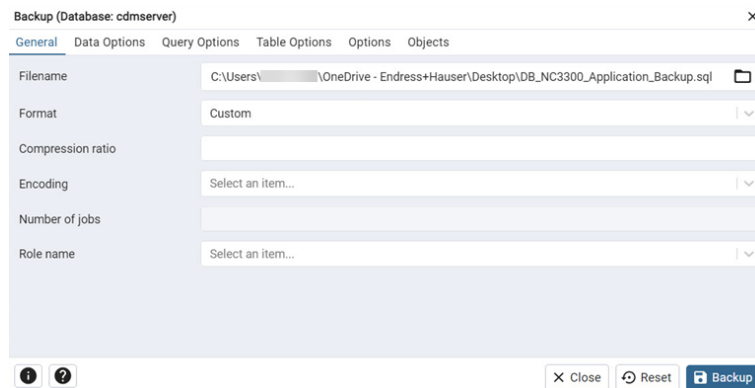 Backup (Database: cdmserver)
General Data Options Query Options Table Options Options Objects
Filename C:\Users\ \OneDrive - Endress+Hauser\Desktop\DB_NC3300_Application_Backup.sql
Format Custom
Compression ratio
Encoding Select an item...
Number of jobs
Role name Select an item...
Close Reset Backup